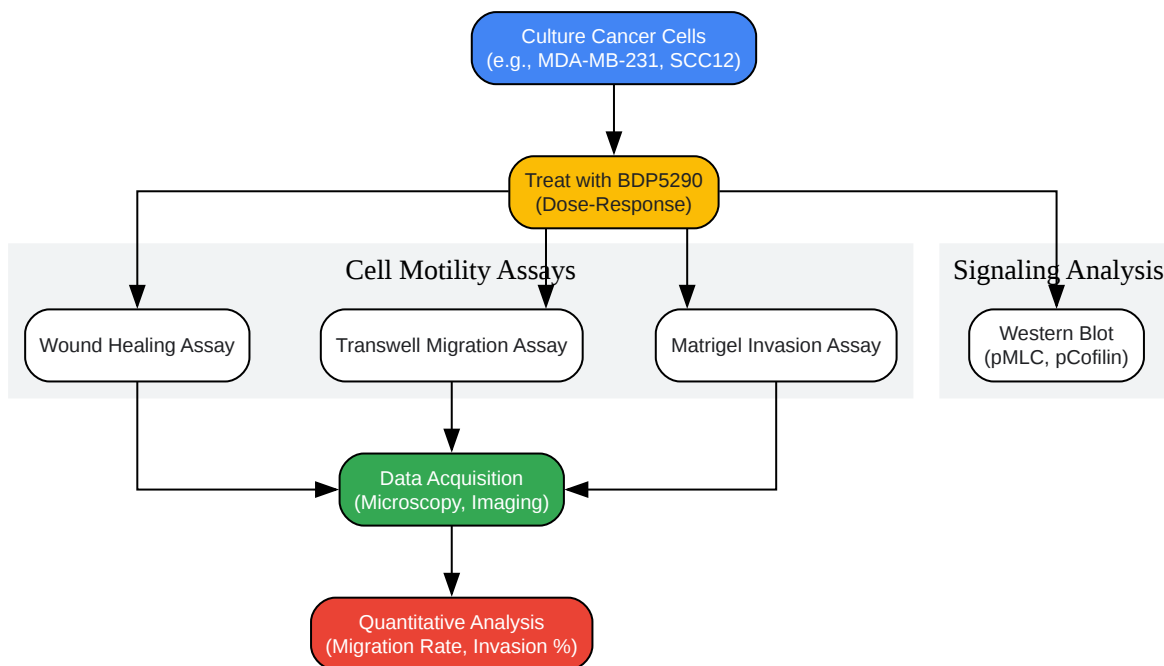 Culture Cancer Cells
(e.g., MDA-MB-231, SCC12)
Treat with BDP5290
(Dose-Response)
Cell Motility Assays
Signaling Analysis
Wound Healing Assay
Transwell Migration Assay
Matrigel Invasion Assay
Western Blot
(pMLC, pCofilin)
Data Acquisition
(Microscopy, Imaging)
Quantitative Analysis
(Migration Rate, Invasion %)